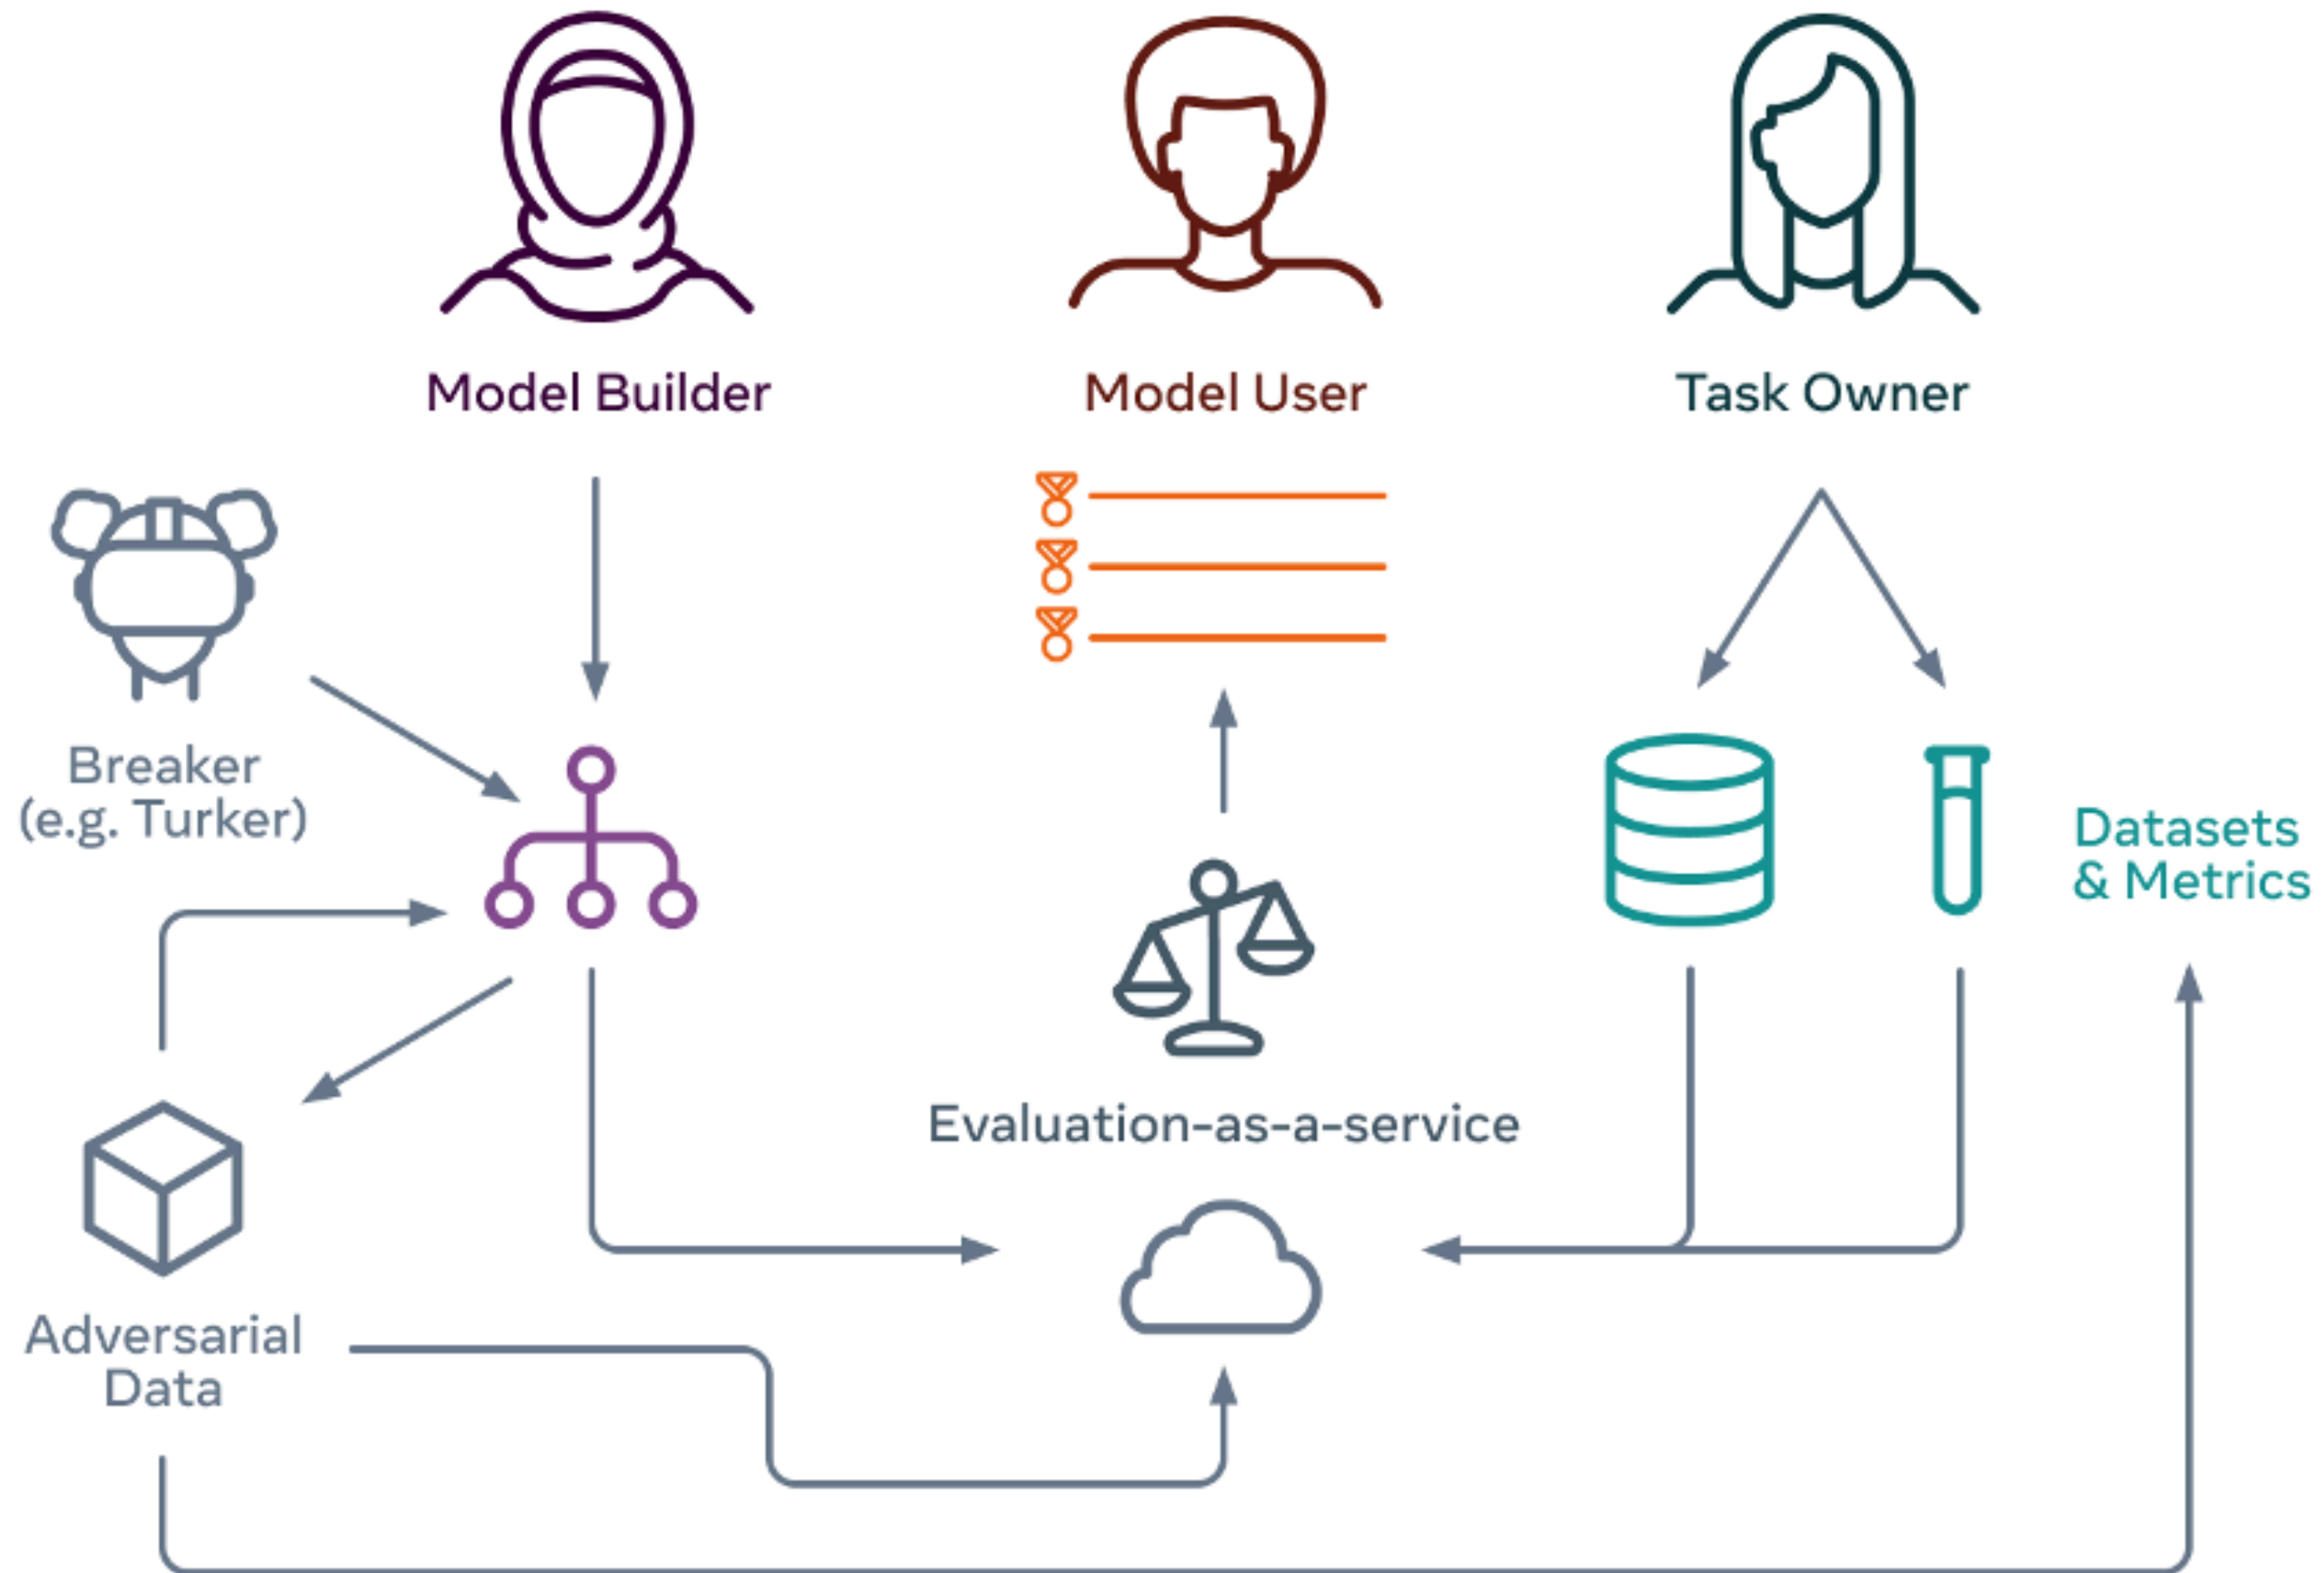 Model Builder
Model User
Task Owner
Breaker
(e.g. Turker)
Datasets
& Metrics
Evaluation-as-a-service
Adversarial
Data